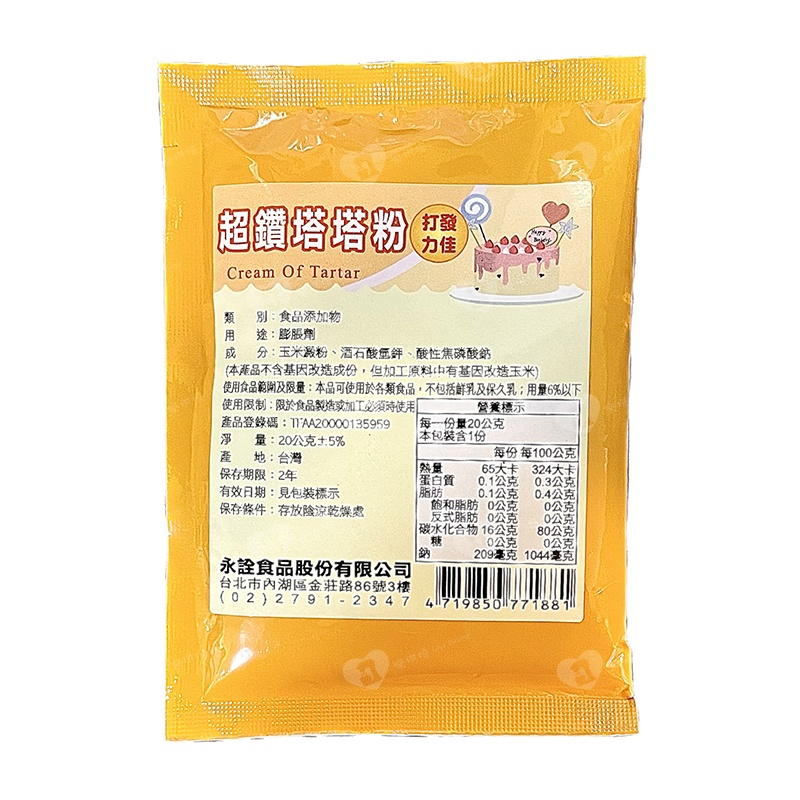 超鑽塔塔粉
打發力佳
Cream Of Tartar
Happy Birthday
類　　別：食品添加物
用　　途：膨脹劑
成　　分：玉米澱粉、酒石酸氫鉀、酸性焦磷酸鈉
(本產品不含基因改造成份，但加工原料中有基因改造玉米)
使用食品範圍及限量：本品可使用於各類食品，不包括鮮乳及保久乳；用量6%以下
使用限制：限於食品製造或加工必須時使用
產品登錄碼：TFAA20000135959
淨　　量：20公克±5%
產　　地：台灣
保存期限：2年
有效日期：見包裝標示
保存條件：存放陰涼乾燥處
營養標示
每一份量20公克
本包裝含1份
每份 每100公克
熱量 65大卡 324大卡
蛋白質 0.1公克 0.3公克
脂肪 0.1公克 0.4公克
飽和脂肪 0公克 0公克
反式脂肪 0公克 0公克
碳水化合物 16公克 80公克
糖 0公克 0公克
鈉 209毫克 1044毫克
永詮食品股份有限公司
台北市內湖區金莊路86號3樓
(02)2791-2347
4 719850 771881